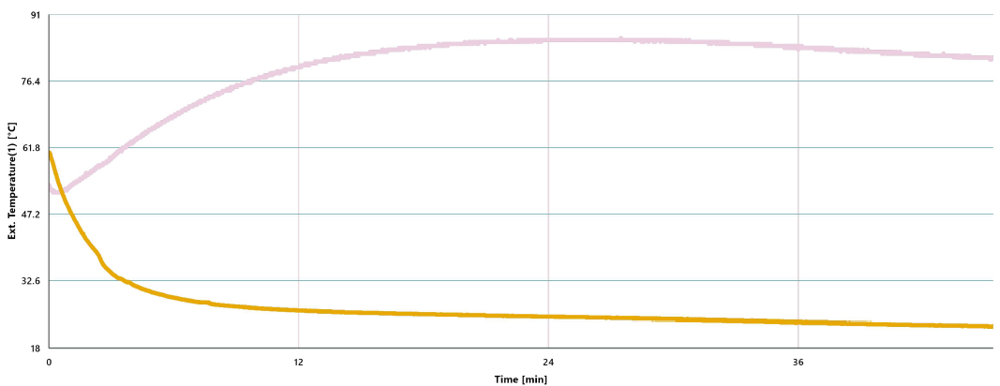 91
76.4
61.8
47.2
32.6
18
Ext. Temperature(1) [°C]
0 12 24 36
Time [min]